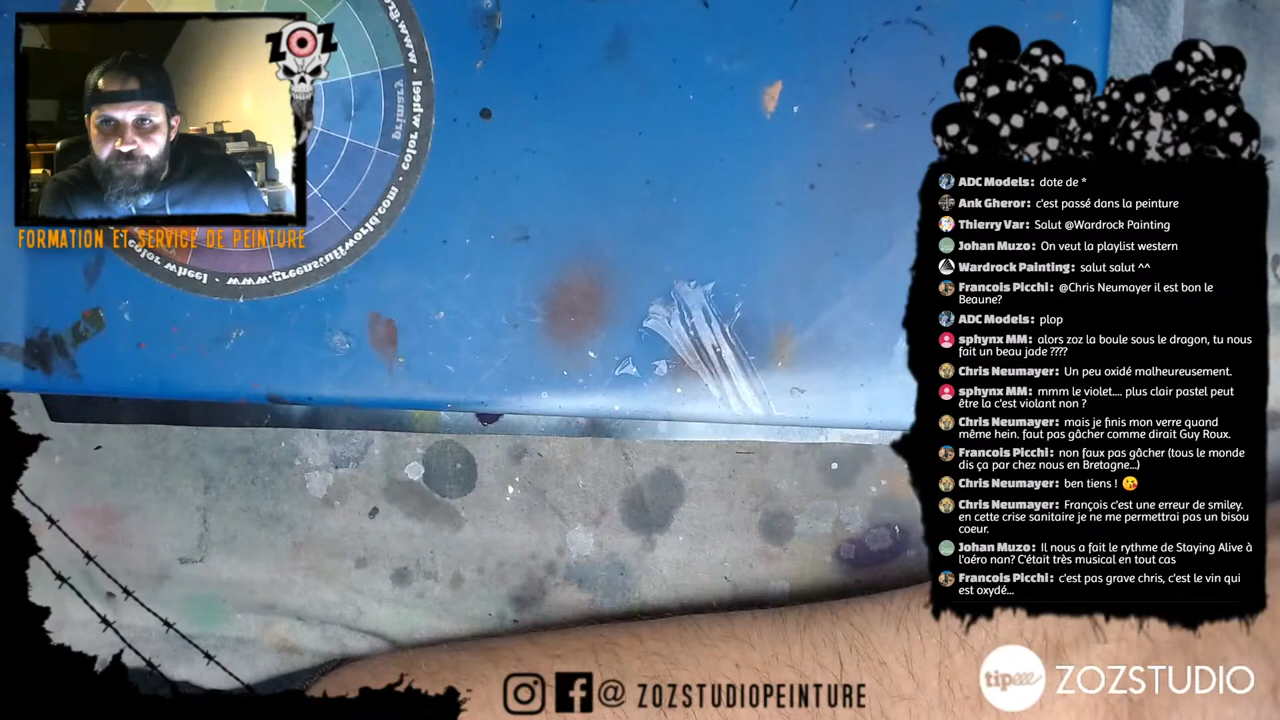 ZOZ
primary
www.greenstuffworld.com - color wheel -
color wheel
FORMATION ET SERVICE DE PEINTURE
ADC Models: dote de *
Ank Gheror: c'est passé dans la peinture
Thierry Var: Salut @Wardrock Painting
Johan Muzo: On veut la playlist western
Wardrock Painting: salut salut ^^
Francois Picchi: @Chris Neumayer il est bon le
Beaune?
ADC Models: plop
sphynx MM: alors zoz la boule sous le dragon, tu nous
fait un beau jade ????
Chris Neumayer: Un peu oxidé malheureusement.
sphynx MM: mmm le violet.... plus clair pastel peut
être la c'est violant non ?
Chris Neumayer: mais je finis mon verre quand
même hein. faut pas gâcher comme dirait Guy Roux.
Francois Picchi: non faux pas gâcher (tous le monde
dis ça par chez nous en Bretagne...)
Chris Neumayer: ben tiens ! 😘
Chris Neumayer: François c'est une erreur de smiley.
en cette crise sanitaire je ne me permettrai pas un bisou
coeur.
Johan Muzo: Il nous a fait le rythme de Staying Alive à
l'aéro nan? C'était très musical en tout cas
Francois Picchi: c'est pas grave chris, c'est le vin qui
est oxydé...
@ ZOZSTUDIOPEINTURE
tipeee ZOZSTUDIO